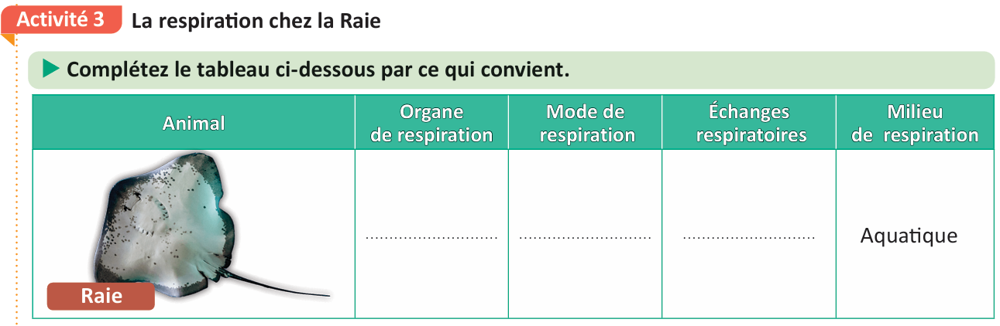 Activité 3 La respiration chez la Raie
Complétez le tableau ci-dessous par ce qui convient.
Animal
Organe
de respiration
Mode de
respiration
Échanges
respiratoires
Milieu
de respiration
Raie
............................
............................
............................
Aquatique